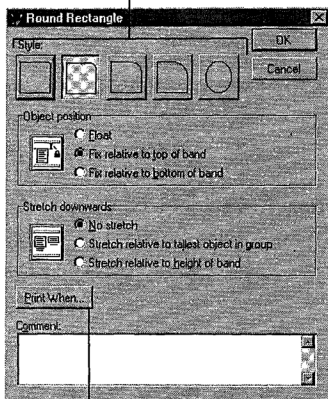 Round Rectangle
Style:
OK
Cancel
Object position
Float
Fix relative to top of band
Fix relative to bottom of band
Stretch downwards
No stretch
Stretch relative to tallest object in group
Stretch relative to height of band
Print When...
Comment: